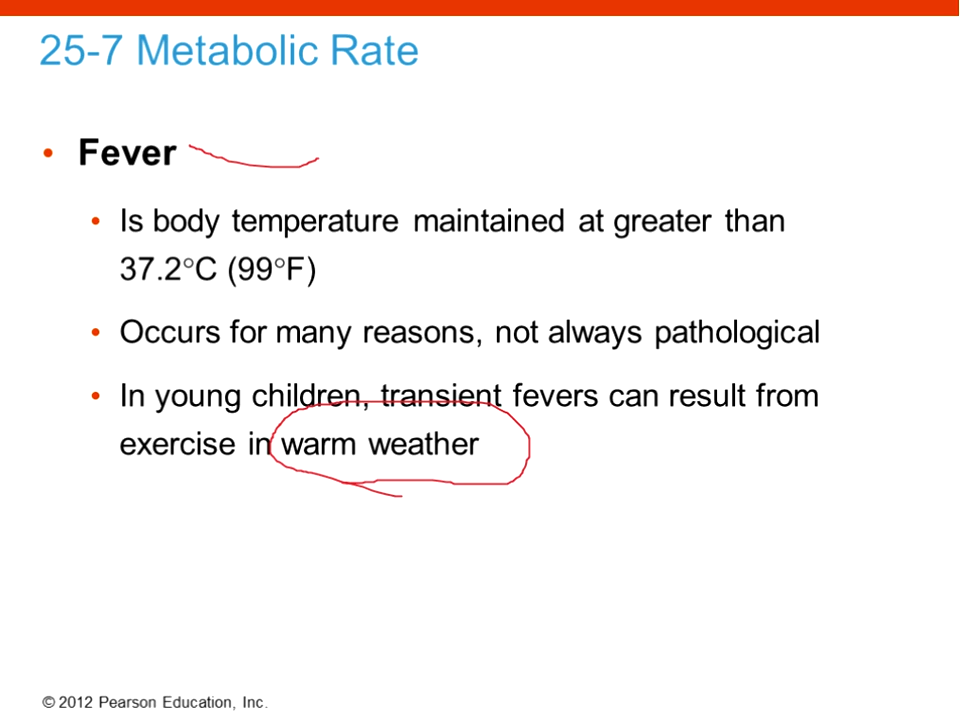 25-7 Metabolic Rate
• Fever
• Is body temperature maintained at greater than
37.2°C (99°F)
• Occurs for many reasons, not always pathological
• In young children, transient fevers can result from
exercise in warm weather
© 2012 Pearson Education, Inc.